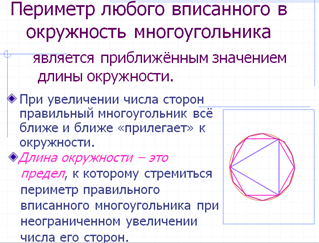 Периметр любого вписанного в
окружность многоугольника
является приближённым значением
длины окружности.
При увеличении числа сторон
правильный многоугольник всё
ближе и ближе «прилегает» к
окружности.
Длина окружности – это
предел, к которому стремиться
периметр правильного
вписанного многоугольника при
неограниченном увеличении
числа его сторон.